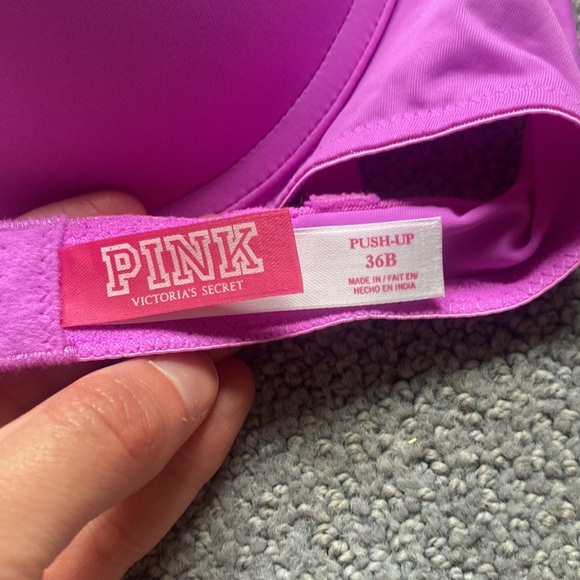 PINK
VICTORIA'S SECRET
PUSH-UP
36B
MADE IN / FAIT EN/
HECHO EN INDIA